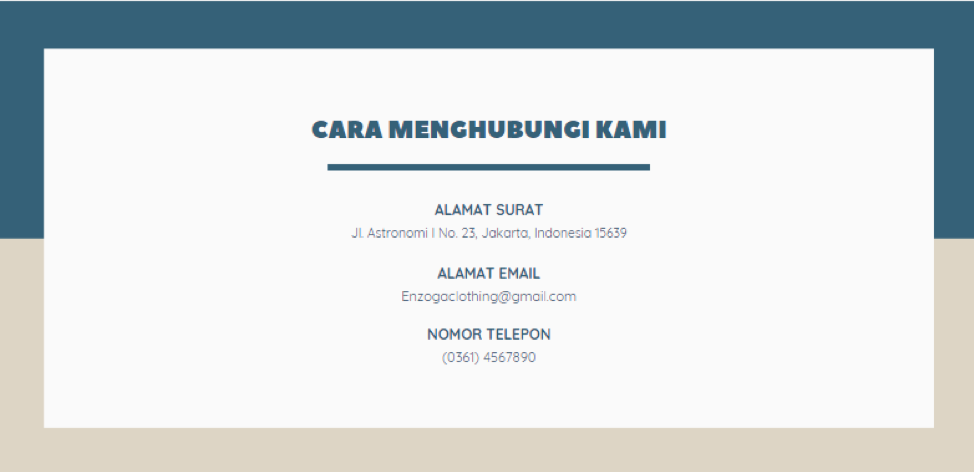 CARA MENGHUBUNGI KAMI
ALAMAT SURAT
Jl. Astronomi I No. 23, Jakarta, Indonesia 15639
ALAMAT EMAIL
Enzogaclothing@gmail.com
NOMOR TELEPON
(0361) 4567890